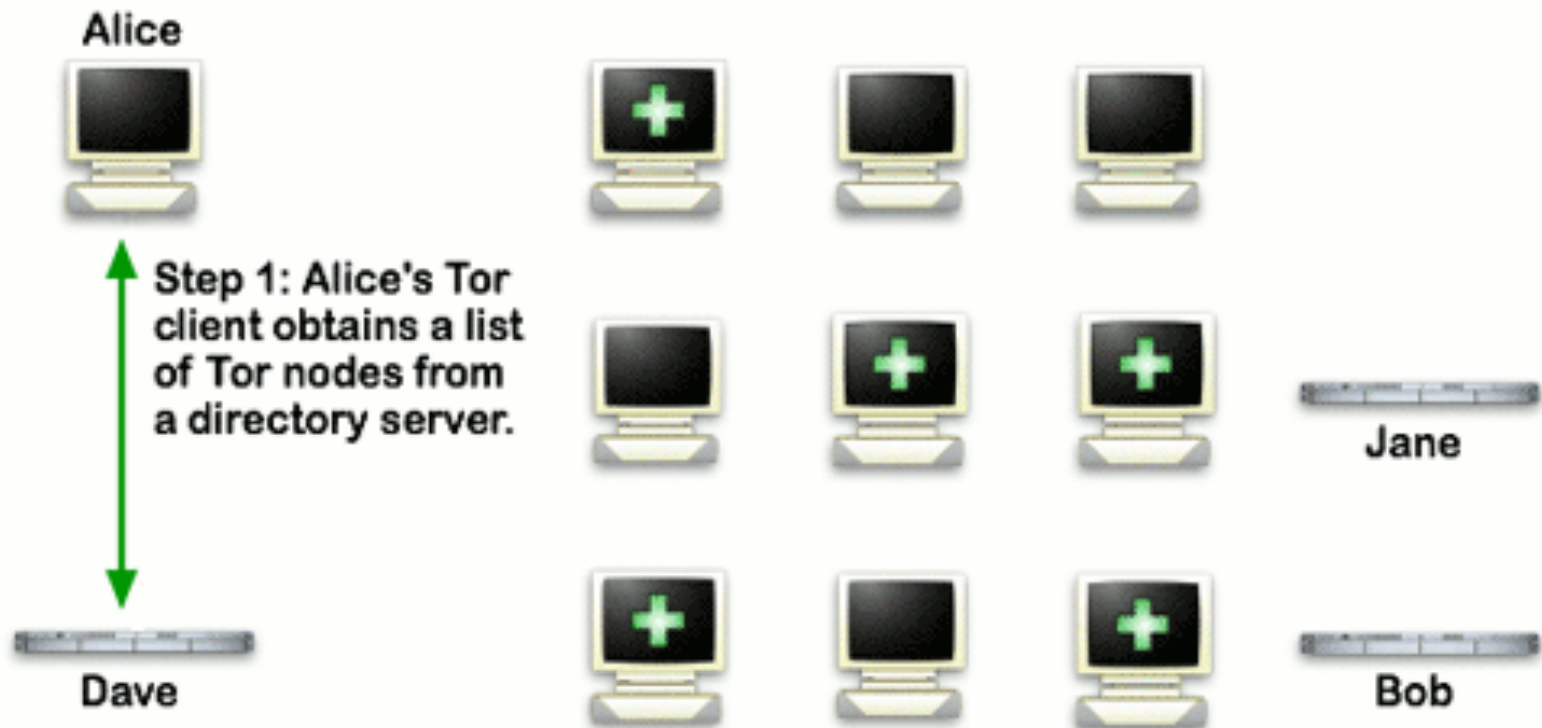 Alice
Step 1: Alice's Tor
client obtains a list
of Tor nodes from
a directory server.
Jane
Dave
Bob